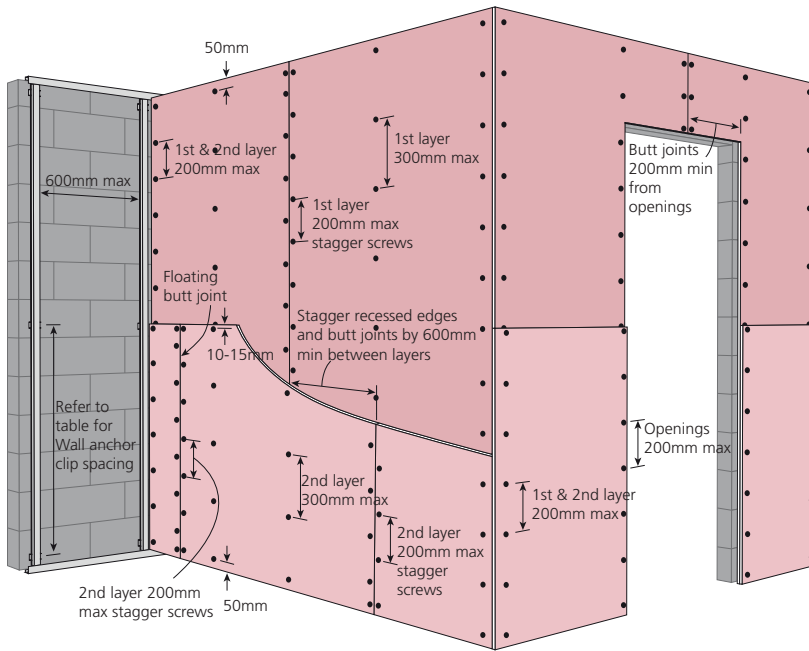 50mm
1st & 2nd layer
200mm max
1st layer
300mm max
Butt joints
200mm min
from
openings
600mm max
1st layer
200mm max
stagger screws
Floating
butt joint
Stagger recessed edges
and butt joints by 600mm
min between layers
10-15mm
Refer to
table for
Wall anchor
clip spacing
Openings
200mm max
2nd layer
300mm max
1st & 2nd layer
200mm max
2nd layer
200mm max
stagger
screws
2nd layer 200mm
max stagger screws
50mm